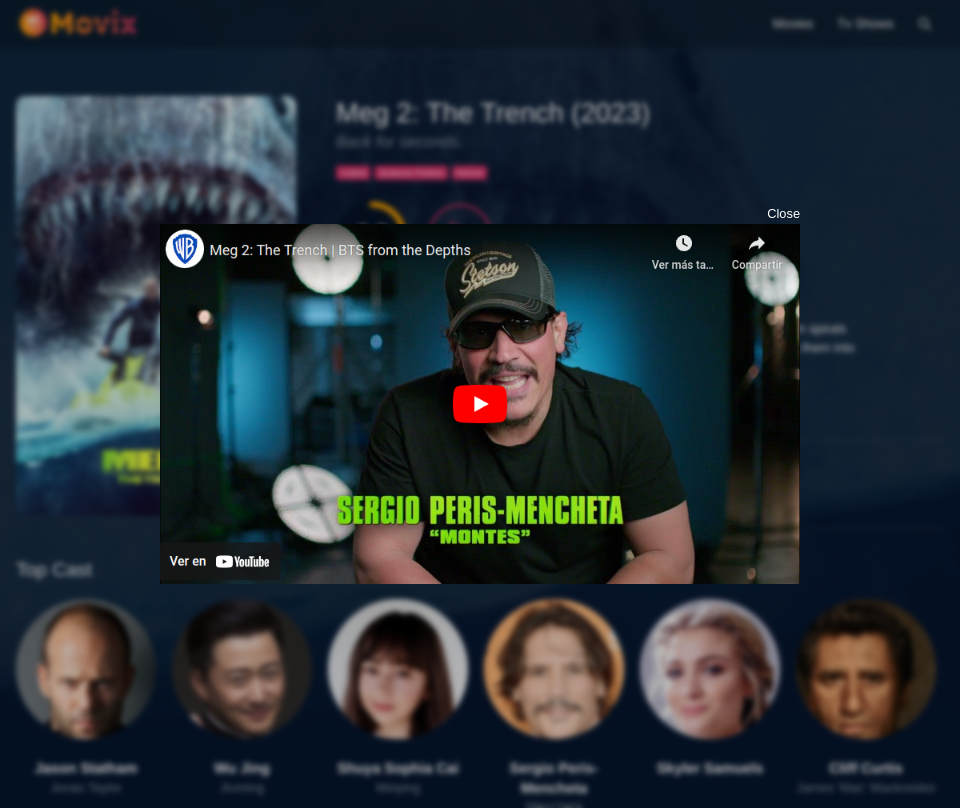 Movix
Movies
Tv Shows
Meg 2: The Trench (2023)
Back for seconds.
Close
Meg 2: The Trench | BTS from the Depths
Ver más ta...
Compartir
Stetson
SERGIO PERIS-MENCHETA
“MONTES”
Ver en YouTube
Top Cast
Jason Statham
Jonas Taylor
Wu Jing
Jiuming
Shuya Sophia Cai
Meiying
Sergio Peris-
Mencheta
Skyler Samuels
Cliff Curtis
James 'Mac' Mackreides